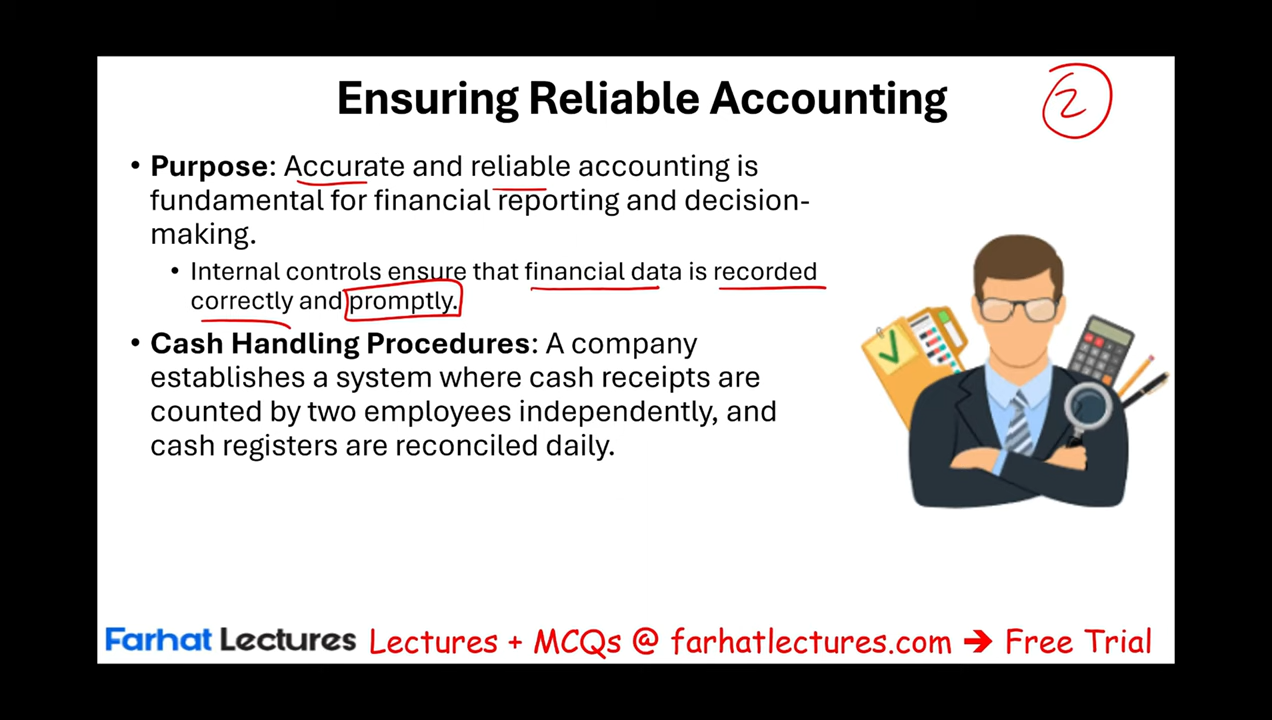 Ensuring Reliable Accounting
2
• Purpose: Accurate and reliable accounting is
fundamental for financial reporting and decision-
making.
• Internal controls ensure that financial data is recorded
correctly and promptly.
• Cash Handling Procedures: A company
establishes a system where cash receipts are
counted by two employees independently, and
cash registers are reconciled daily.
Farhat Lectures Lectures + MCQs @ farhatlectures.com → Free Trial